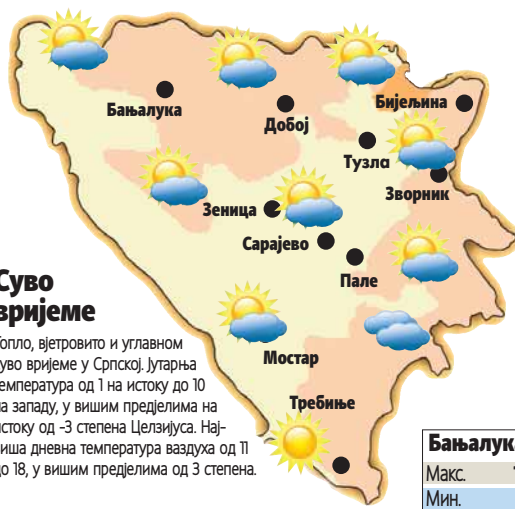 Бањалука
Добој
Бијељина
Тузла
Зворник
Зеница
Сарајево
Пале
Мостар
Требиње
Суво
вријеме
Топло, вјетровито и углавном
суво вријеме у Српској. Јутарња
температура од 1 на истоку до 10
на западу, у вишим предјелима на
истоку од -3 степена Целзијуса. Нај-
виша дневна температура ваздуха од 11
до 18, у вишим предјелима од 3 степена.
Бањалука
Макс.
Мин.